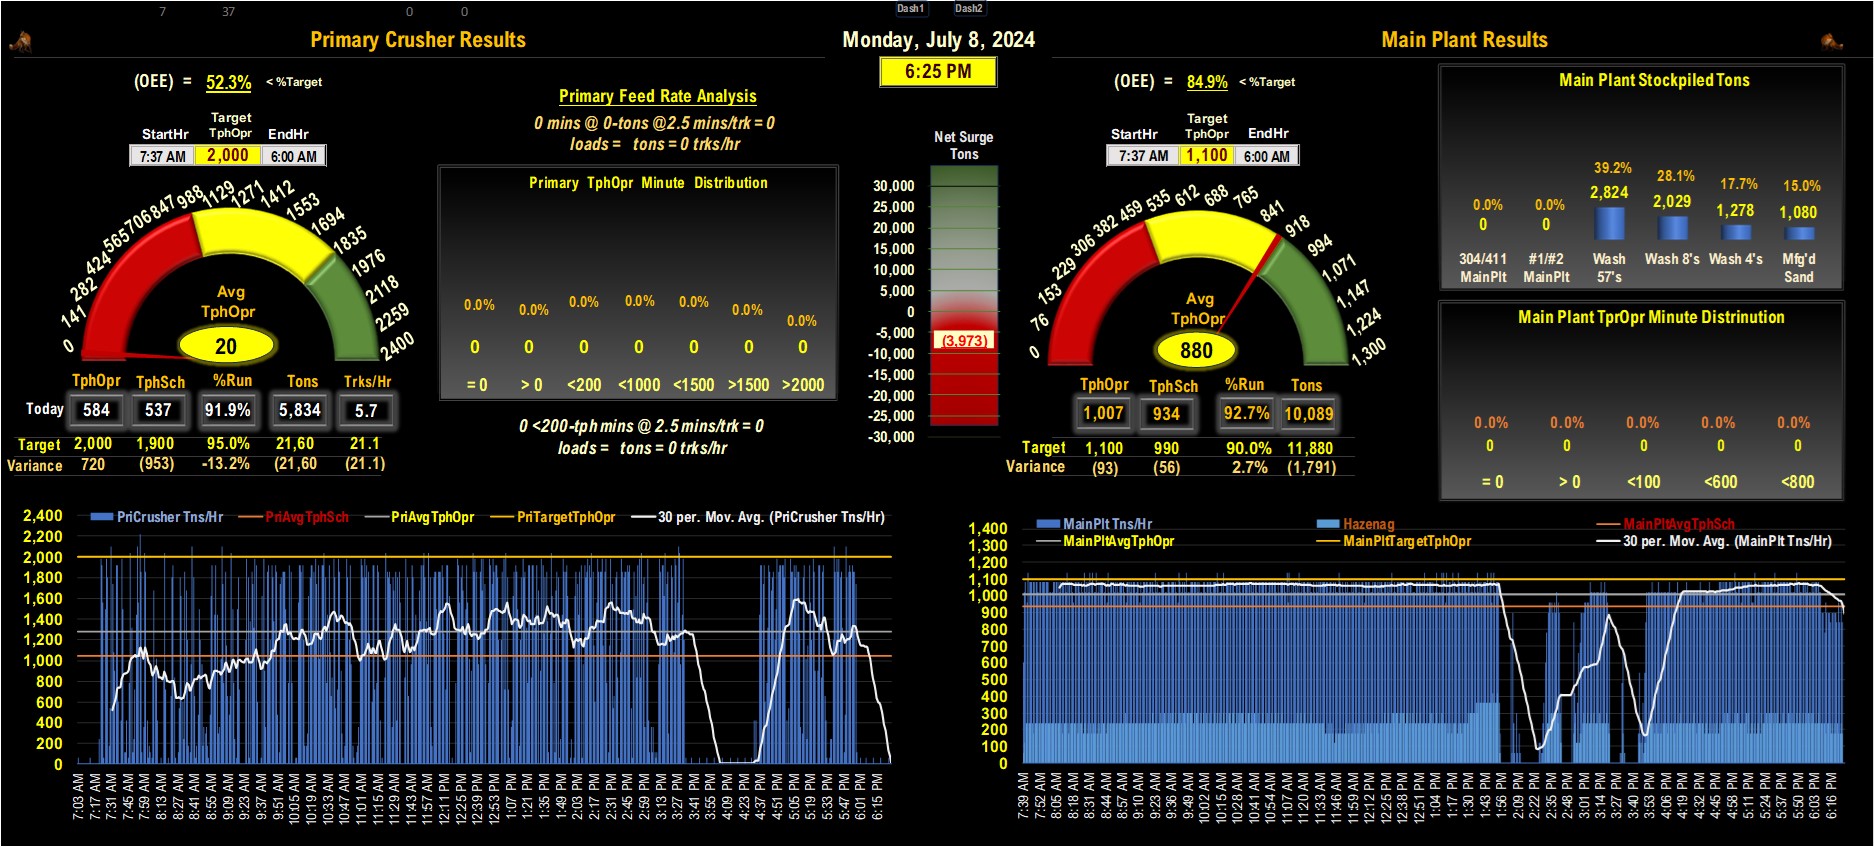 7 37 0 0 Dash1 Dash2
Primary Crusher Results
Monday, July 8, 2024
Main Plant Results
6:25 PM
(OEE) = 52.3% < %Target
Target
StartHr TphOpr EndHr
7:37 AM 2,000 6:00 AM
0 141 282 424 565 706 847 988 1129 1271 1412 1553 1694 1835 1976 2118 2259 2400
Avg
TphOpr
20
TphOpr TphSch %Run Tons Trks/Hr
Today 584 537 91.9% 5,834 5.7
Target 2,000 1,900 95.0% 21,60 21.1
Variance 720 (953) -13.2% (21,60 (21.1)
Primary Feed Rate Analysis
0 mins @ 0-tons @2.5 mins/trk = 0
loads = tons = 0 trks/hr
Primary TphOpr Minute Distribution
0.0% 0.0% 0.0% 0.0% 0.0% 0.0% 0.0%
0 0 0 0 0 0 0
= 0 > 0 <200 <1000 <1500 >1500 >2000
0 <200-tph mins @ 2.5 mins/trk = 0
loads = tons = 0 trks/hr
Net Surge
Tons
30,000
25,000
20,000
15,000
10,000
5,000
0
-5,000
(3,973)
-10,000
-15,000
-20,000
-25,000
-30,000
(OEE) = 84.9% < %Target
Target
StartHr TphOpr EndHr
7:37 AM 1,100 6:00 AM
0 76 153 229 306 382 459 535 612 688 765 841 918 994 1,071 1,147 1,224 1,300
Avg
TphOpr
880
TphOpr TphSch %Run Tons
1,007 934 92.7% 10,089
Target 1,100 990 90.0% 11,880
Variance (93) (56) 2.7% (1,791)
Main Plant Stockpiled Tons
0.0% 0.0% 39.2% 28.1% 17.7% 15.0%
0 0 2,824 2,029 1,278 1,080
304/411 #1/#2 Wash Wash 8's Wash 4's Mfg'd
MainPlt MainPlt 57's Sand
Main Plant TprOpr Minute Distrinution
0.0% 0.0% 0.0% 0.0% 0.0%
0 0 0 0 0
= 0 > 0 <100 <600 <800
PriCrusher Tns/Hr PriAvgTphSch PriAvgTphOpr PriTargetTphOpr 30 per. Mov. Avg. (PriCrusher Tns/Hr)
2,400
2,200
2,000
1,800
1,600
1,400
1,200
1,000
800
600
400
200
0
7:03 AM 7:17 AM 7:31 AM 7:45 AM 7:59 AM 8:13 AM 8:27 AM 8:41 AM 8:55 AM 9:09 AM 9:23 AM 9:37 AM 9:51 AM 10:05 AM 10:19 AM 10:33 AM 10:47 AM 11:01 AM 11:15 AM 11:29 AM 11:43 AM 11:57 AM 12:11 PM 12:25 PM 12:39 PM 12:53 PM 1:07 PM 1:21 PM 1:35 PM 1:49 PM 2:03 PM 2:17 PM 2:31 PM 2:45 PM 2:59 PM 3:13 PM 3:27 PM 3:41 PM 3:55 PM 4:09 PM 4:23 PM 4:37 PM 4:51 PM 5:05 PM 5:19 PM 5:33 PM 5:47 PM 6:01 PM 6:15 PM
MainPlt Tns/Hr Hazenag MainPltAvgTphSch
MainPltAvgTphOpr MainPltTargetTphOpr 30 per. Mov. Avg. (MainPlt Tns/Hr)
1,400
1,300
1,200
1,100
1,000
900
800
700
600
500
400
300
200
100
0
7:39 AM 7:52 AM 8:05 AM 8:18 AM 8:31 AM 8:44 AM 8:57 AM 9:10 AM 9:23 AM 9:36 AM 9:49 AM 10:02 AM 10:15 AM 10:28 AM 10:41 AM 10:54 AM 11:07 AM 11:20 AM 11:33 AM 11:46 AM 11:59 AM 12:12 PM 12:25 PM 12:38 PM 12:51 PM 1:04 PM 1:17 PM 1:30 PM 1:43 PM 1:56 PM 2:09 PM 2:22 PM 2:35 PM 2:48 PM 3:01 PM 3:14 PM 3:27 PM 3:40 PM 3:53 PM 4:06 PM 4:19 PM 4:32 PM 4:45 PM 4:58 PM 5:11 PM 5:24 PM 5:37 PM 5:50 PM 6:03 PM 6:16 PM